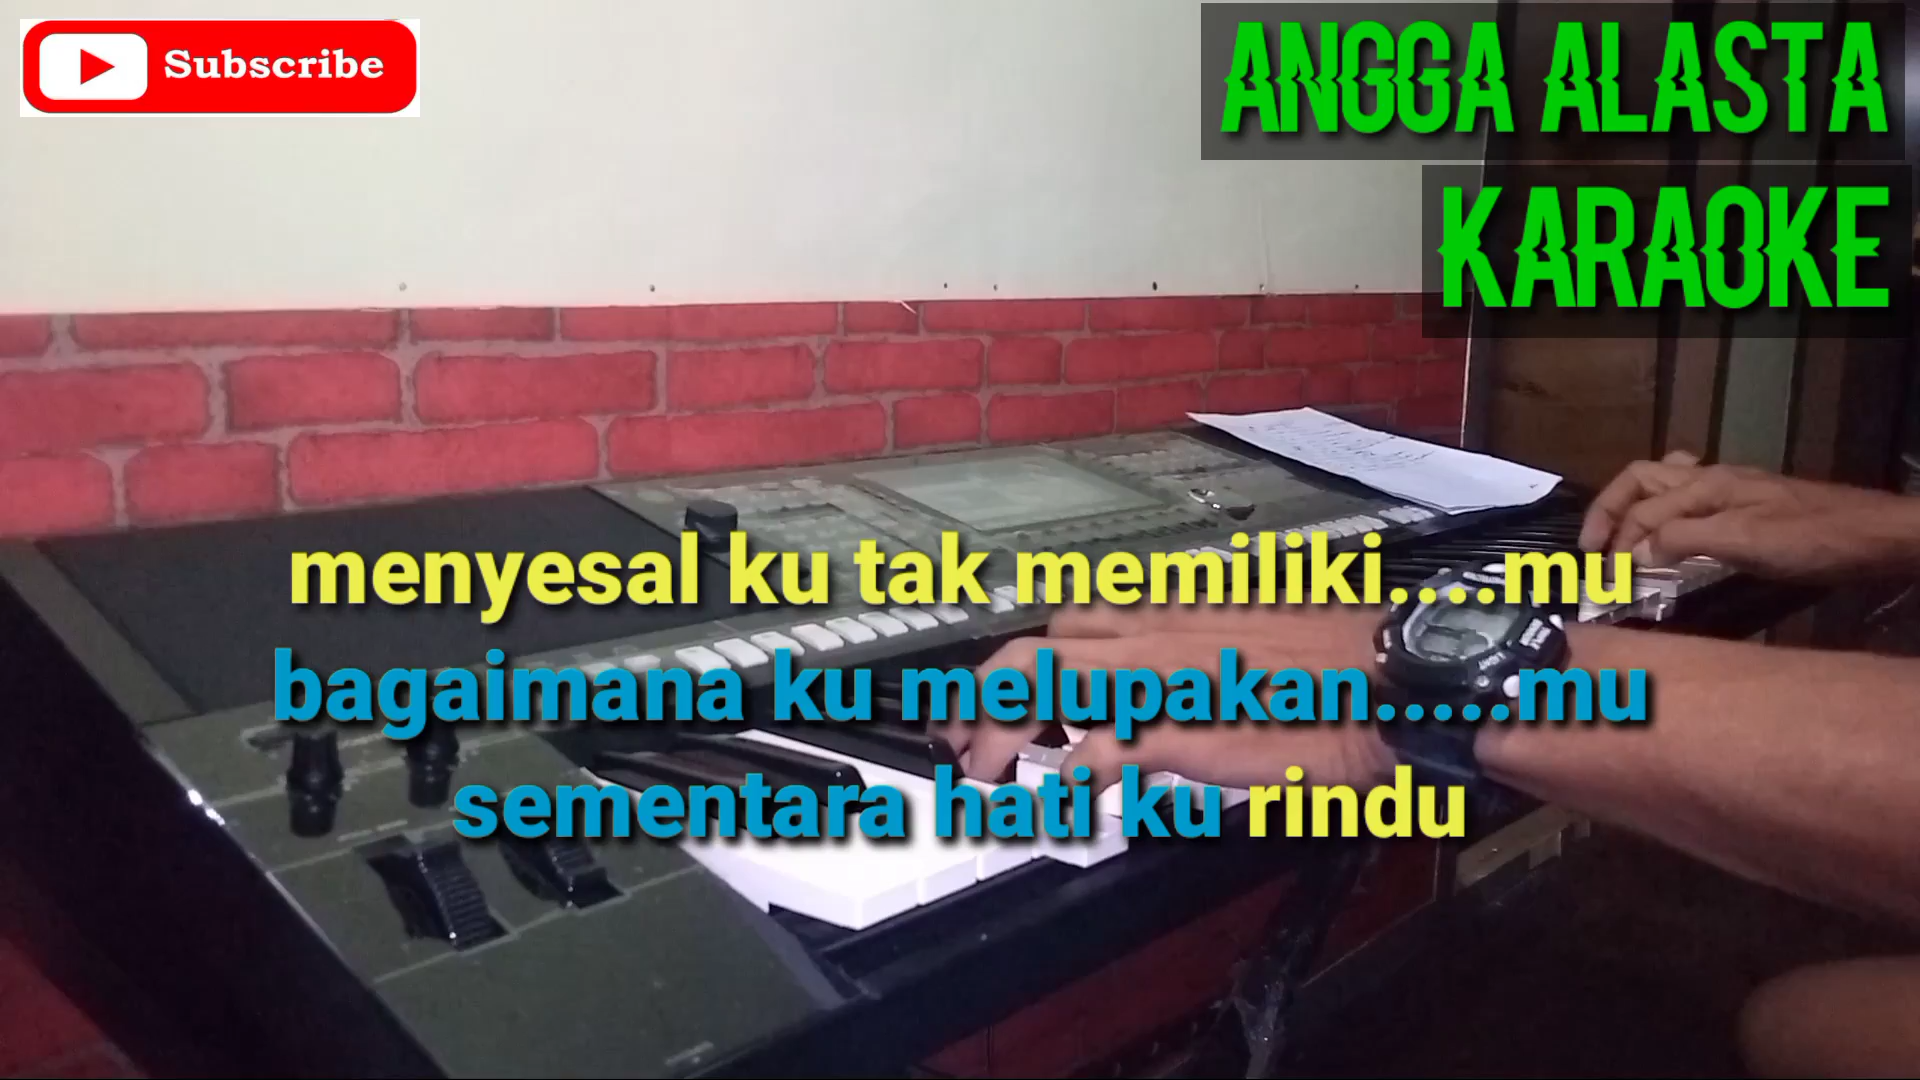 Subscribe
ANGGA ALASTA
KARAOKE
menyesal ku tak memiliki....mu
bagaimana ku melupakan.....mu
sementara hati ku rindu